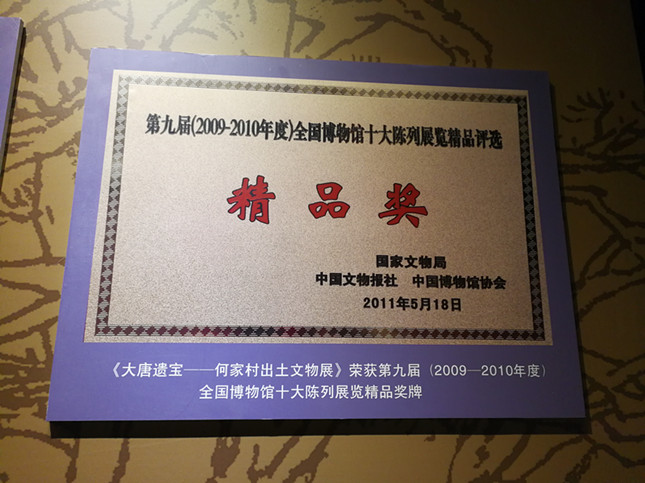 第九届(2009-2010年度)全国博物馆十大陈列展览精品评选
精品奖
国家文物局
中国文物报社 中国博物馆协会
2011年5月18日
《大唐遗宝——何家村出土文物展》荣获第九届(2009—2010年度)
全国博物馆十大陈列展览精品奖牌